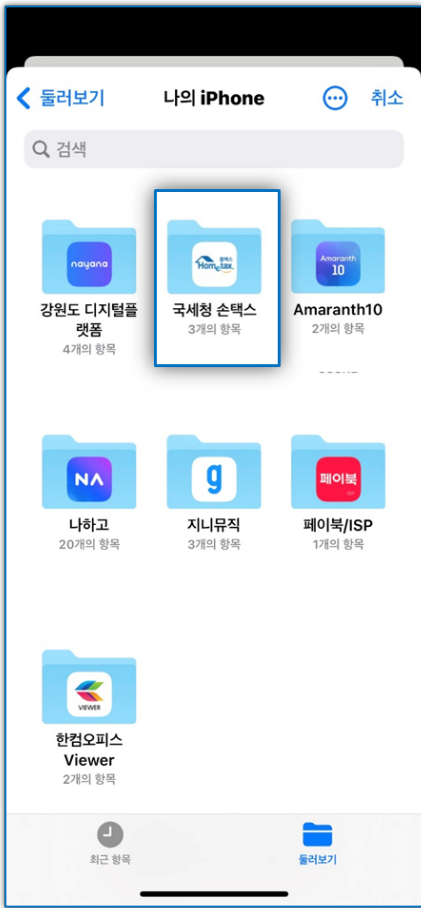 둘러보기 나의 iPhone 취소
검색
nayana 홈택스 Hometax. Amaranth 10
강원도 디지털플 국세청 손택스 Amaranth10
랫폼 3개의 항목 2개의 항목
4개의 항목
NA g 페이북
ISP
나하고 지니뮤직 페이북/ISP
20개의 항목 3개의 항목 1개의 항목
VIEWER
한컴오피스
Viewer
2개의 항목
최근 항목 둘러보기